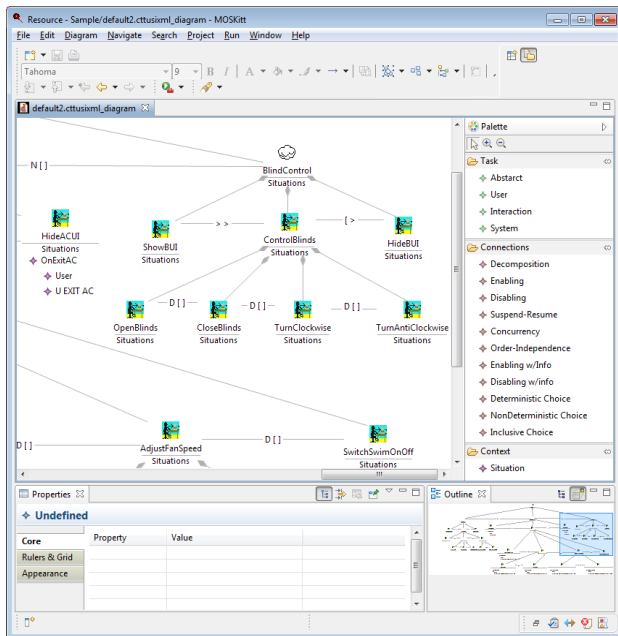 Resource - Sample/default2.cttusixml_diagram - MOSKitt
File Edit Diagram Navigate Search Project Run Window Help
Tahoma 9 B I A
default2.cttusixml_diagram
N [ ]
BlindControl
Situations
HideACUI
Situations
OnExitAC
User
U EXIT AC
ShowBUI
Situations
> >
ControlBlinds
Situations
[ >
HideBUI
Situations
OpenBlinds
Situations
D [ ]
CloseBlinds
Situations
D [ ]
TurnClockwise
Situations
D [ ]
TurnAntiClockwise
Situations
D [ ]
AdjustFanSpeed
Situations
D [ ]
SwitchSwimOnOff
Situations
Palette
Task
Abstarct
User
Interaction
System
Connections
Decomposition
Enabling
Disabling
Suspend-Resume
Concurrency
Order-Independence
Enabling w/Info
Disabling w/info
Deterministic Choice
NonDeterministic Choice
Inclusive Choice
Context
Situation
Properties
Undefined
Core
Rulers & Grid
Appearance
Property Value
Outline